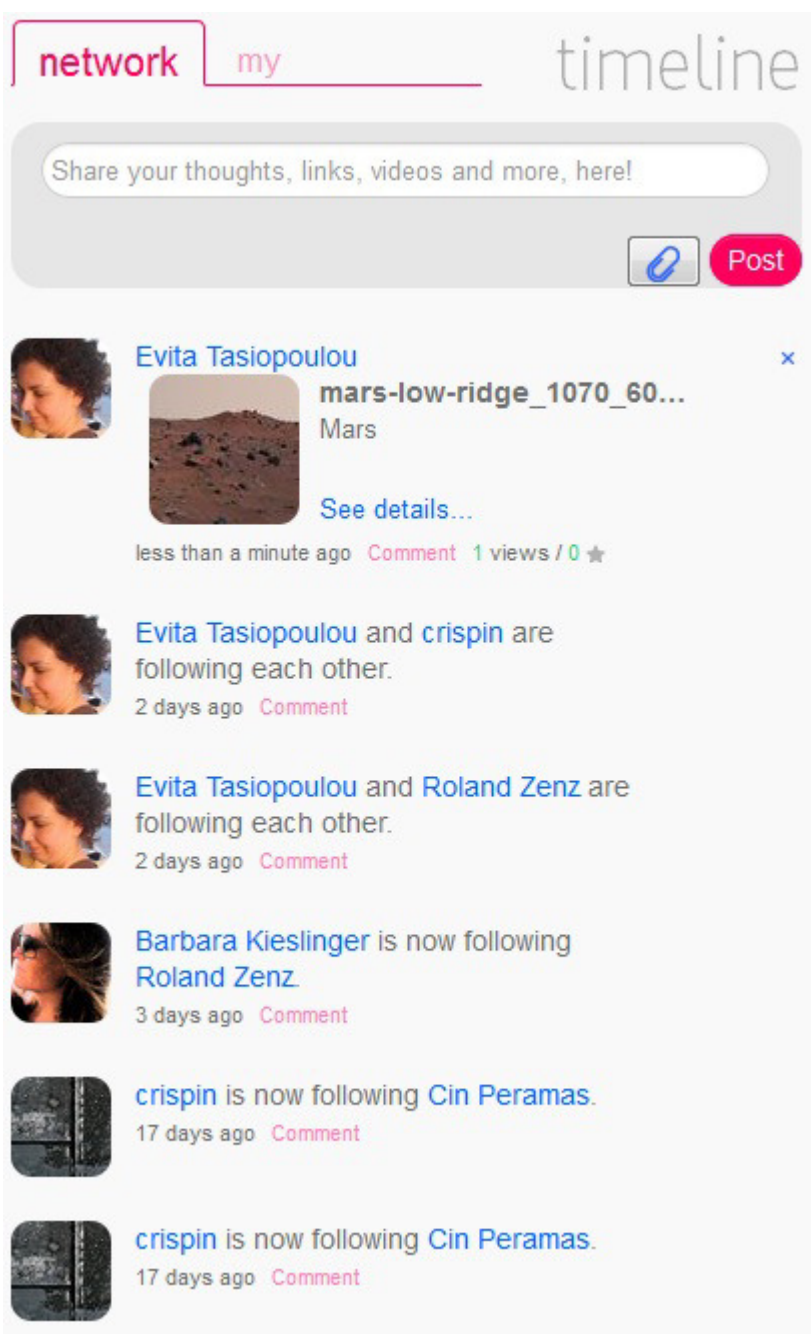 network my timeline
Share your thoughts, links, videos and more, here!
Post
Evita Tasiopoulou ×
mars-low-ridge_1070_60...
Mars
See details...
less than a minute ago Comment 1 views / 0
Evita Tasiopoulou and crispin are
following each other.
2 days ago Comment
Evita Tasiopoulou and Roland Zenz are
following each other.
2 days ago Comment
Barbara Kieslinger is now following
Roland Zenz.
3 days ago Comment
crispin is now following Cin Peramas.
17 days ago Comment
crispin is now following Cin Peramas.
17 days ago Comment